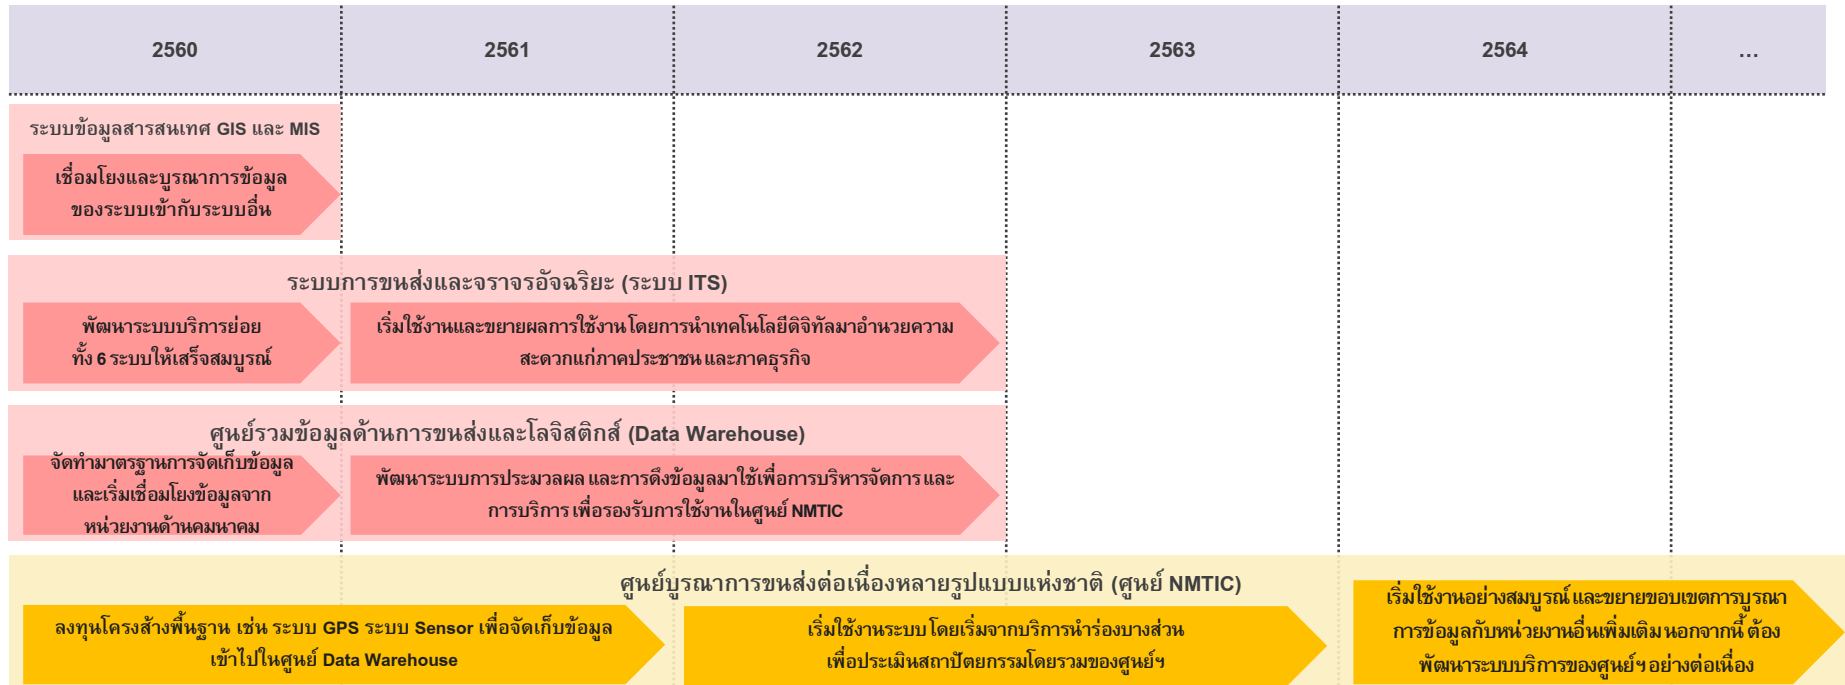 2560 2561 2562 2563 2564 ...
ระบบข้อมูลสารสนเทศ GIS และ MIS
เชื่อมโยงและบูรณาการข้อมูล
ของระบบเข้ากับระบบอื่น
ระบบการขนส่งและจราจรอัจฉริยะ (ระบบ ITS)
พัฒนาระบบบริการย่อย
ทั้ง 6 ระบบให้เสร็จสมบูรณ์
เริ่มใช้งานและขยายผลการใช้งาน โดยการนำเทคโนโลยีดิจิทัลมาอำนวยความ
สะดวกแก่ภาคประชาชน และภาคธุรกิจ
ศูนย์รวมข้อมูลด้านการขนส่งและโลจิสติกส์ (Data Warehouse)
จัดทำมาตรฐานการจัดเก็บข้อมูล
และเริ่มเชื่อมโยงข้อมูลจาก
หน่วยงานด้านคมหาคม
พัฒนาระบบการประมวลผล และการดึงข้อมูลมาใช้เพื่อการบริหารจัดการ และ
การบริการ เพื่อรองรับการใช้งานในศูนย์ NMTIC
ศูนย์บูรณาการขนส่งต่อเนื่องหลายรูปแบบแห่งชาติ (ศูนย์ NMTIC)
ลงทุนโครงสร้างพื้นฐาน เช่น ระบบ GPS ระบบ Sensor เพื่อจัดเก็บข้อมูล
เข้าไปในศูนย์ Data Warehouse
เริ่มใช้งานระบบ โดยเริ่มจากบริการนำร่องบางส่วน
เพื่อประเมินสถาปัตยกรรมโดยรวมของศูนย์ฯ
เริ่มใช้งานอย่างสมบูรณ์ และขยายขอบเขตการบูรณา
การข้อมูลกับหน่วยงานอื่นเพิ่มเติม นอกจากนี้ ต้อง
พัฒนาระบบบริการของศูนย์ฯ อย่างต่อเนื่อง